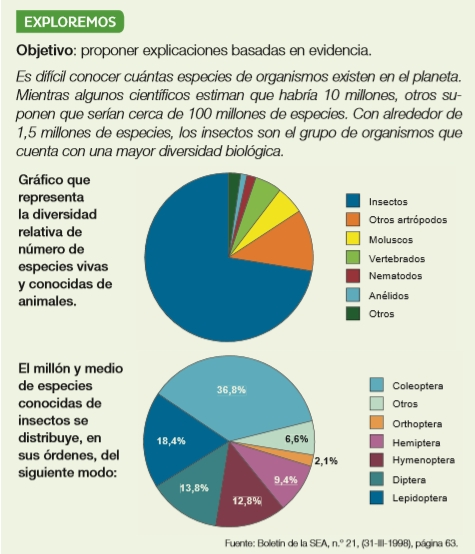 EXPLOREMOS
Objetivo: proponer explicaciones basadas en evidencia.
Es difícil conocer cuántas especies de organismos existen en el planeta.
Mientras algunos científicos estiman que habría 10 millones, otros su-
ponen que serían cerca de 100 millones de especies. Con alrededor de
1,5 millones de especies, los insectos son el grupo de organismos que
cuenta con una mayor diversidad biológica.
Gráfico que
representa
la diversidad
relativa de
número de
especies vivas
y conocidas de
animales.
Insectos
Otros artrópodos
Moluscos
Vertebrados
Nematodos
Anélidos
Otros
El millón y medio
de especies
conocidas de
insectos se
distribuye, en
sus órdenes, del
siguiente modo:
36,8%
6,6%
2,1%
9,4%
12,8%
13,8%
18,4%
Coleoptera
Otros
Orthoptera
Hemiptera
Hymenoptera
Diptera
Lepidoptera
Fuente: Boletín de la SEA, n.º 21, (31-III-1998), página 63.